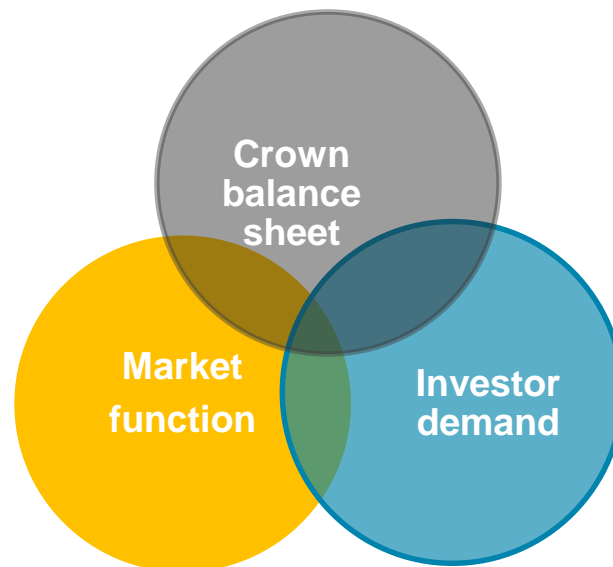 Crown
balance
sheet
Market
function
Investor
demand